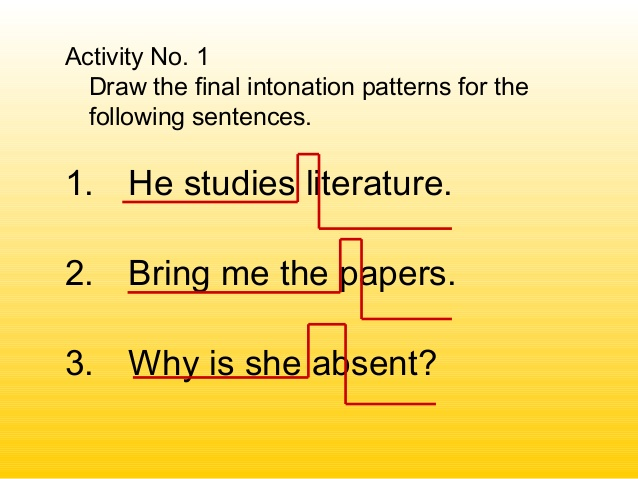 Activity No. 1
Draw the final intonation patterns for the
following sentences.
1. He studies literature.
2. Bring me the papers.
3. Why is she absent?